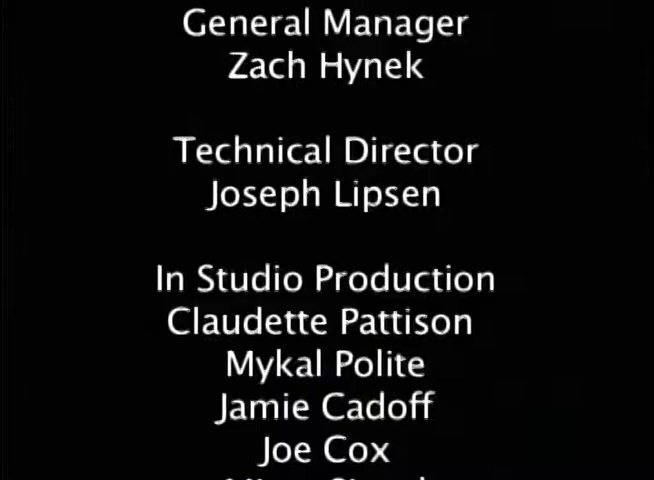 General Manager
Zach Hynek
Technical Director
Joseph Lipsen
In Studio Production
Claudette Pattison
Mykal Polite
Jamie Cadoff
Joe Cox